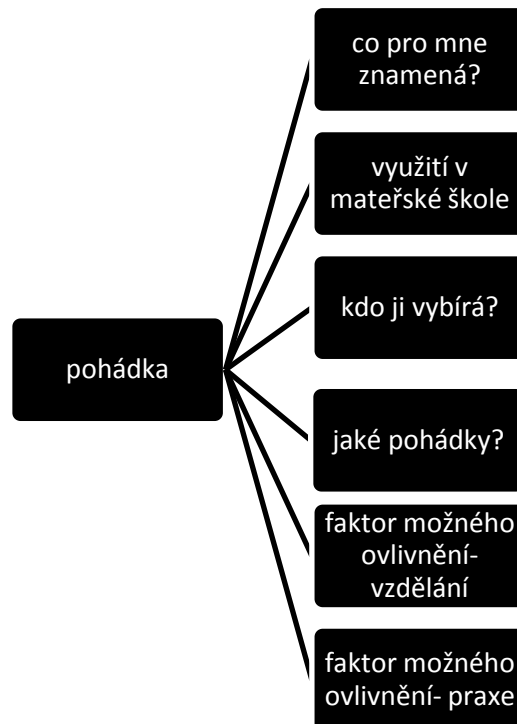 pohádka
co pro mne
znamená?
využití v
mateřské škole
kdo ji vybírá?
jaké pohádky?
faktor možného
ovlivnění-
vzdělání
faktor možného
ovlivnění- praxe